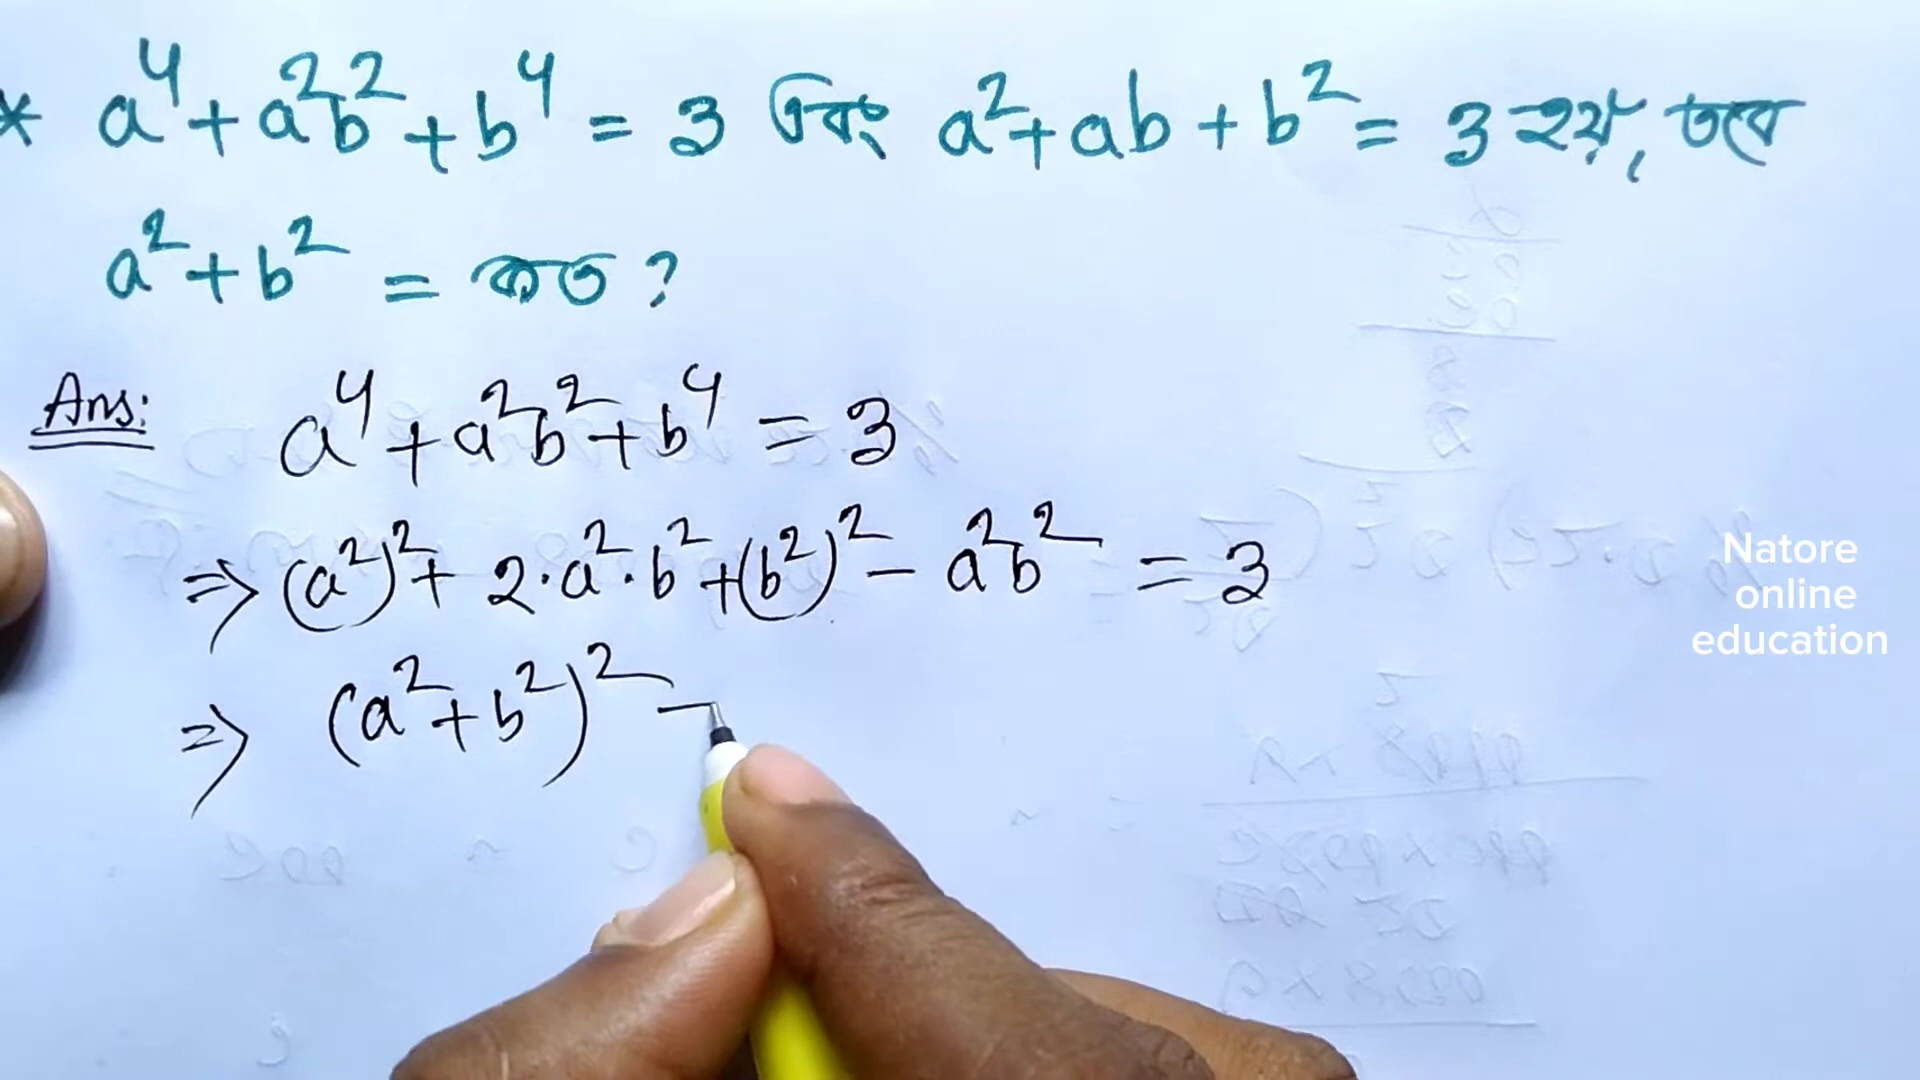 * a⁴ + a²b² + b⁴ = 3 এবং a² + ab + b² = 3 হয়, তবে
a² + b² = কত ?
Ans: a⁴ + a²b² + b⁴ = 3
⇒ (a²)² + 2·a²·b² + (b²)² − a²b² = 3
⇒ (a² + b²)² −
Natore
online
education